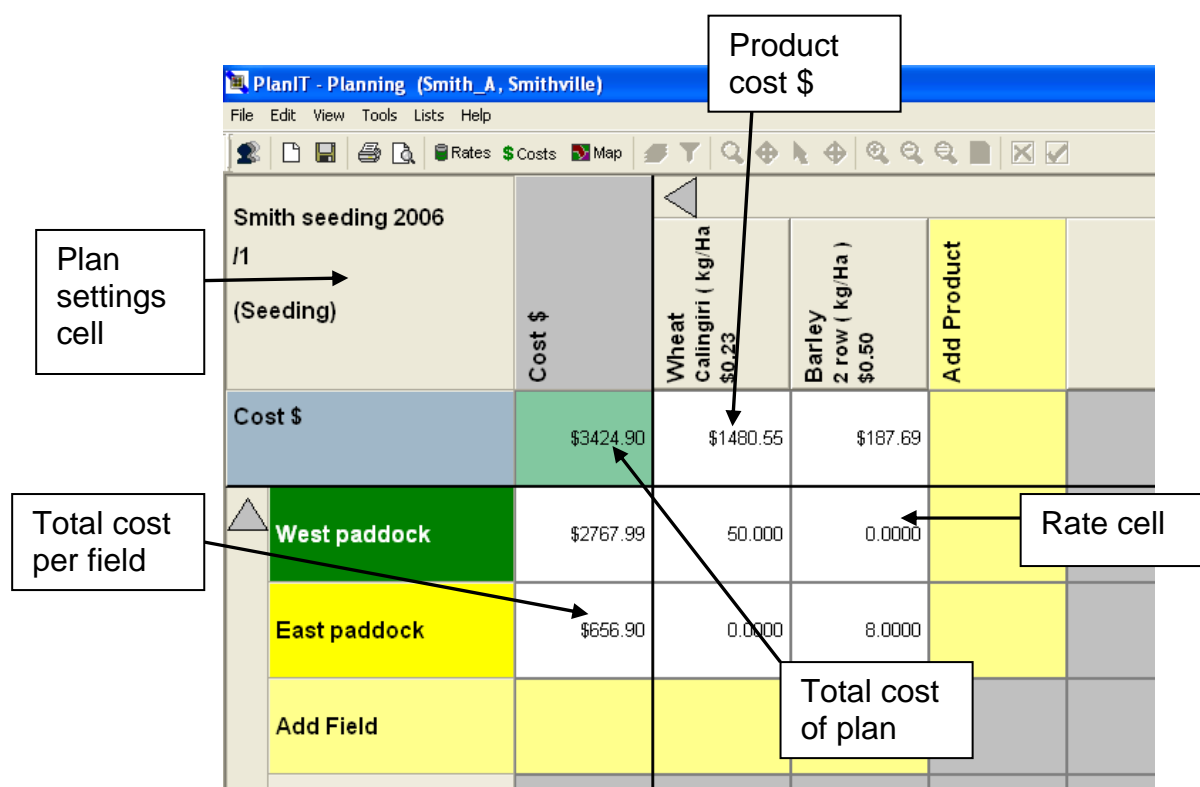 Product
cost $
PlanIT - Planning (Smith_A, Smithville)
File Edit View Tools Lists Help
Rates $ Costs Map
Smith seeding 2006
/1
(Seeding)
Plan
settings
cell
Cost $
Wheat
Calingiri ( kg/Ha
$0.23
Barley
2 row ( kg/Ha )
$0.50
Add Product
Cost $ $3424.90 $1480.55 $187.69
Total cost
per field
West paddock $2767.99 50.000 0.0000
Rate cell
East paddock $656.90 0.0000 8.0000
Total cost
of plan
Add Field